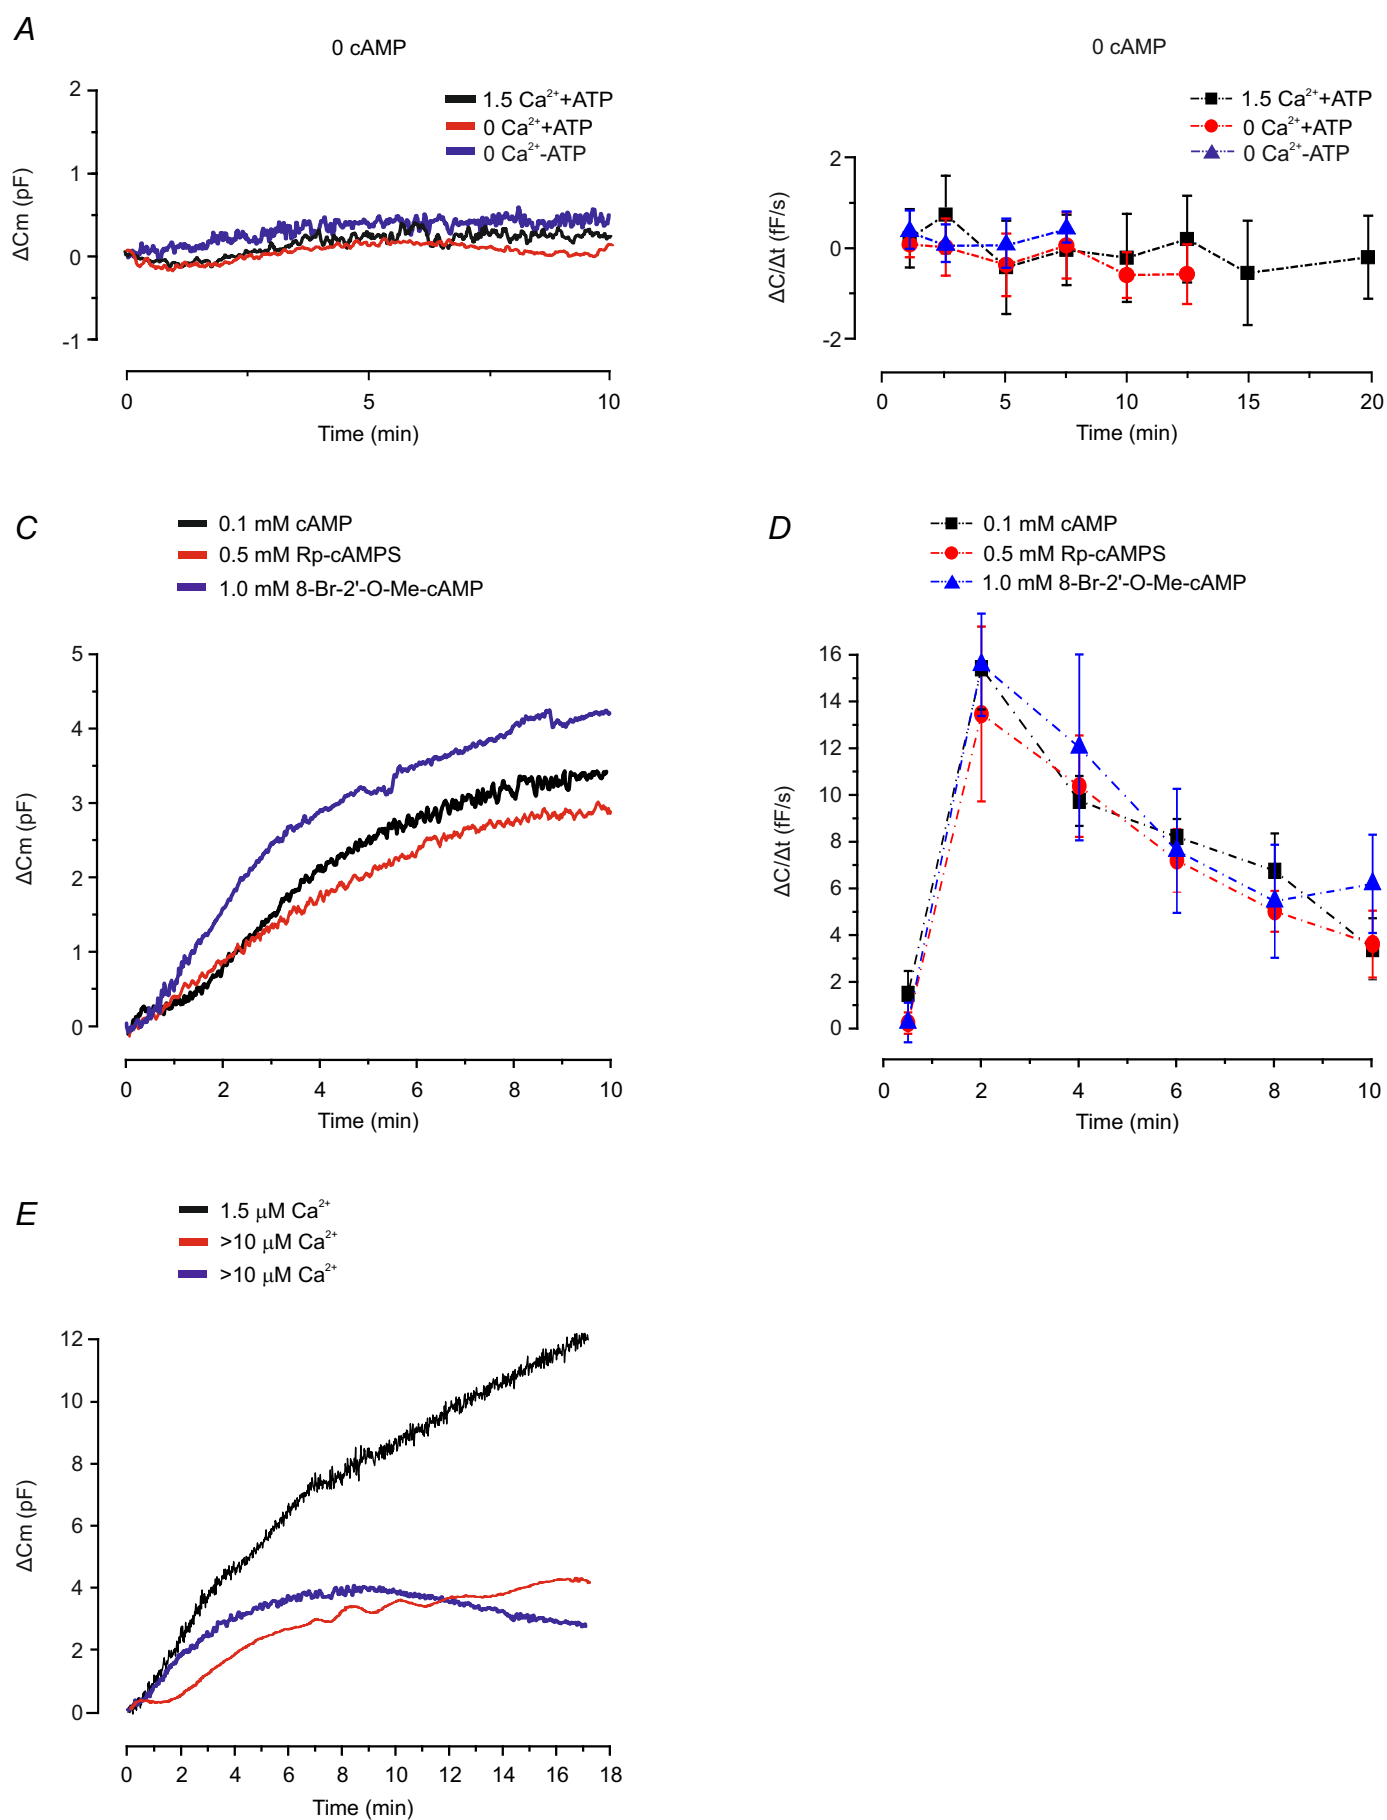 A
0 cAMP
1.5 Ca²⁺+ATP
0 Ca²⁺+ATP
0 Ca²⁺-ATP
2
1
0
-1
ΔCm (pF)
0 5 10
Time (min)
0 cAMP
1.5 Ca²⁺+ATP
0 Ca²⁺+ATP
0 Ca²⁺-ATP
2
0
-2
ΔC/Δt (fF/s)
0 5 10 15 20
Time (min)
C
0.1 mM cAMP
0.5 mM Rp-cAMPS
1.0 mM 8-Br-2'-O-Me-cAMP
5
4
3
2
1
0
ΔCm (pF)
0 2 4 6 8 10
Time (min)
D
0.1 mM cAMP
0.5 mM Rp-cAMPS
1.0 mM 8-Br-2'-O-Me-cAMP
16
14
12
10
8
6
4
2
0
ΔC/Δt (fF/s)
0 2 4 6 8 10
Time (min)
E
1.5 μM Ca²⁺
>10 μM Ca²⁺
>10 μM Ca²⁺
12
10
8
6
4
2
0
ΔCm (pF)
0 2 4 6 8 10 12 14 16 18
Time (min)